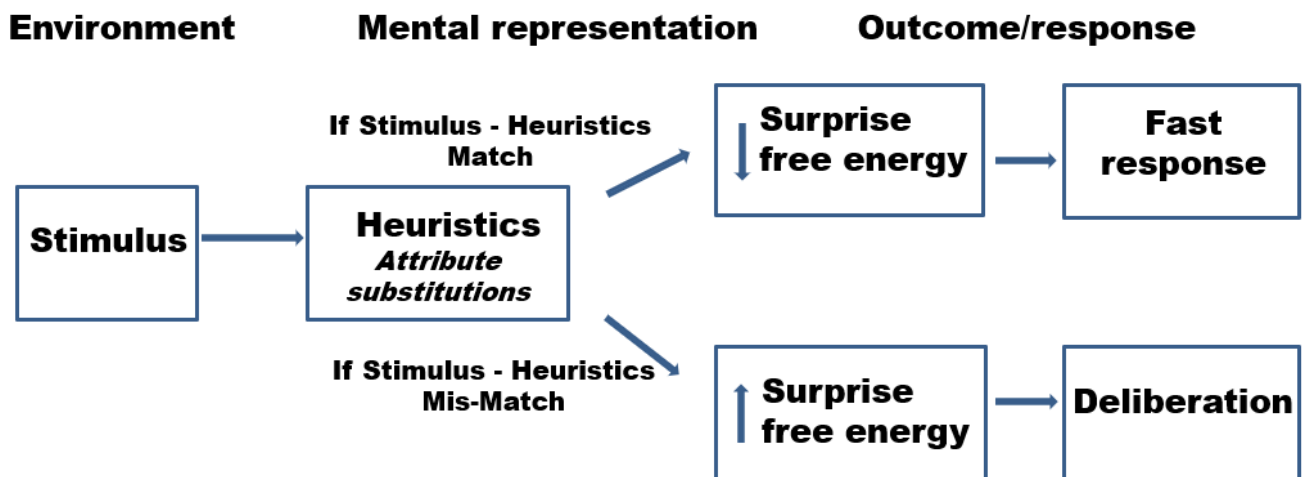 Environment
Mental representation
Outcome/response
If Stimulus - Heuristics
Match
Surprise
free energy
Fast
response
Stimulus
Heuristics
Attribute
substitutions
If Stimulus - Heuristics
Mis-Match
Surprise
free energy
Deliberation